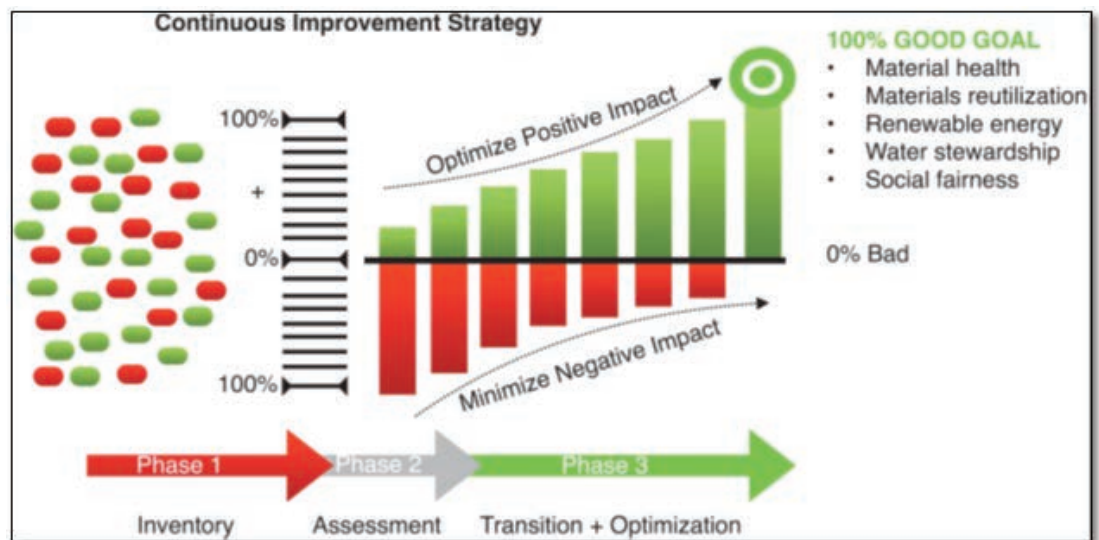 Continuous Improvement Strategy
100%
+
0%
100%
Optimize Positive Impact
Minimize Negative Impact
100% GOOD GOAL
• Material health
• Materials reutilization
• Renewable energy
• Water stewardship
• Social fairness
0% Bad
Phase 1
Phase 2
Phase 3
Inventory
Assessment
Transition + Optimization